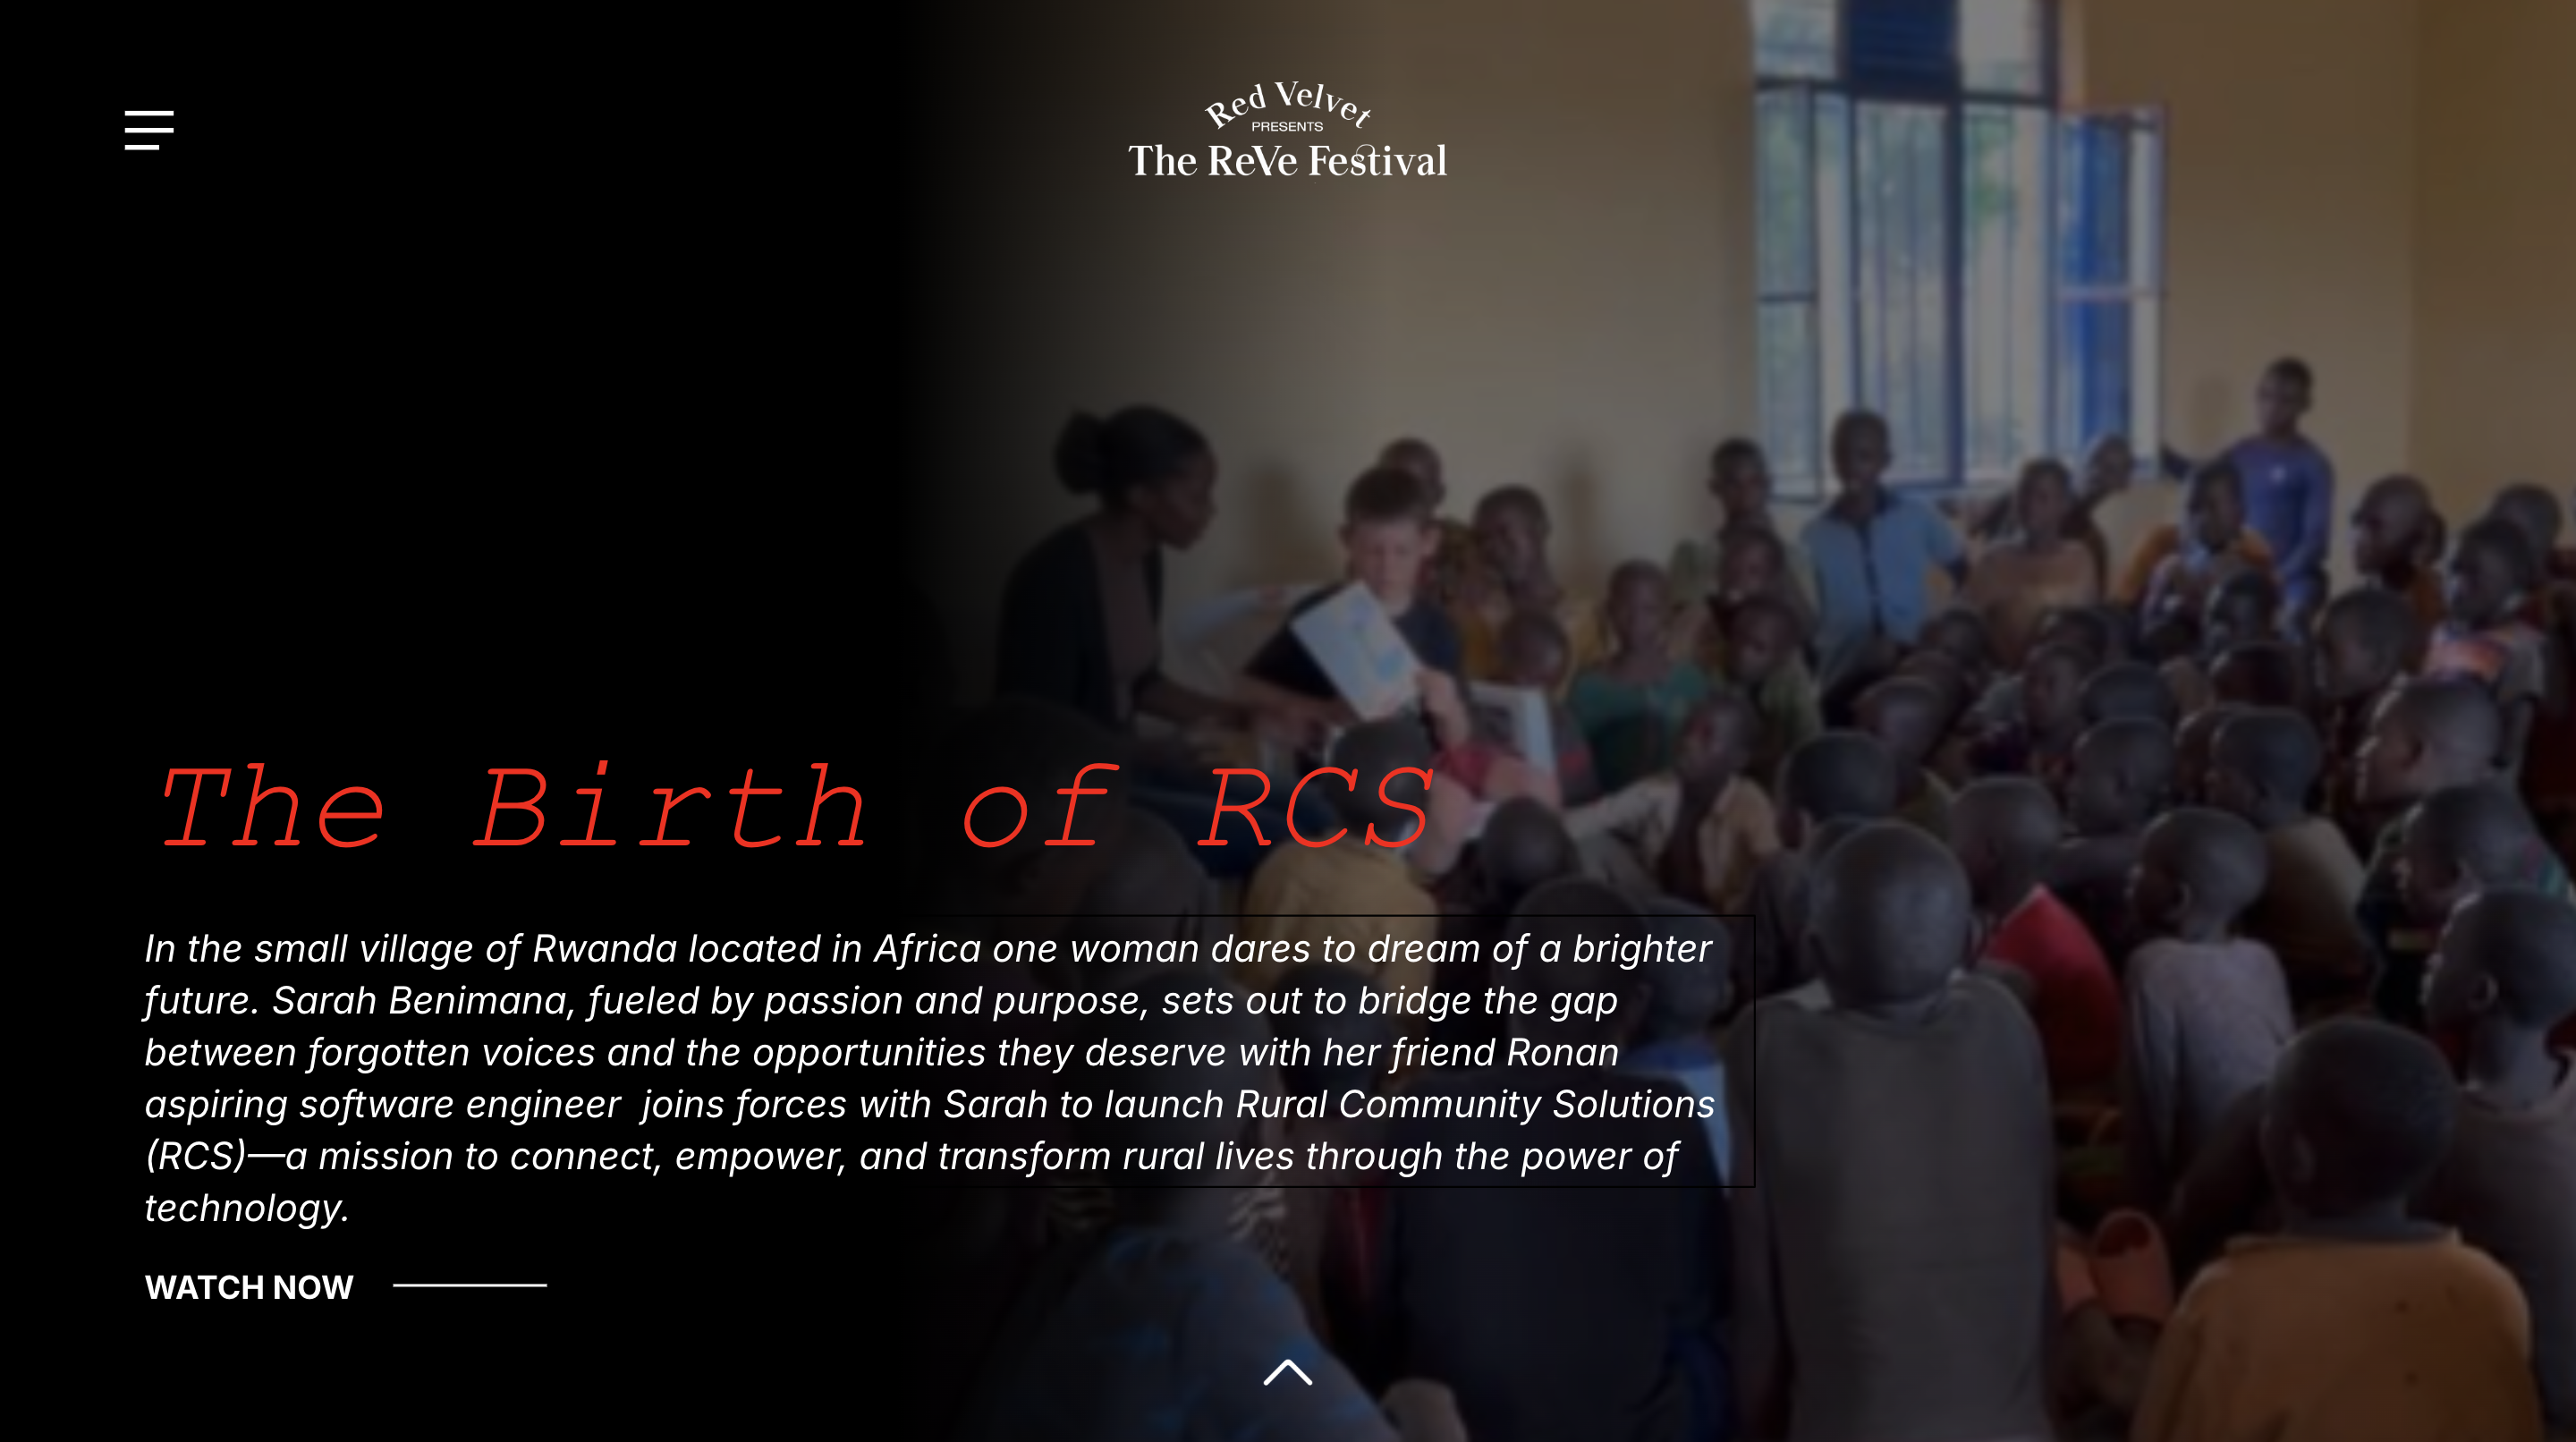 Red Velvet
PRESENTS
The ReVe Festival
The Birth of RCS
In the small village of Rwanda located in Africa one woman dares to dream of a brighter
future. Sarah Benimana, fueled by passion and purpose, sets out to bridge the gap
between forgotten voices and the opportunities they deserve with her friend Ronan
aspiring software engineer  joins forces with Sarah to launch Rural Community Solutions
(RCS)—a mission to connect, empower, and transform rural lives through the power of
technology.
WATCH NOW